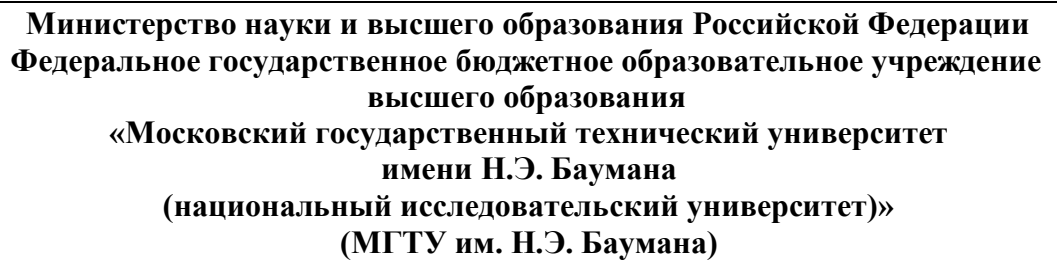 Министерство науки и высшего образования Российской Федерации
Федеральное государственное бюджетное образовательное учреждение
высшего образования
«Московский государственный технический университет
имени Н.Э. Баумана
(национальный исследовательский университет)»
(МГТУ им. Н.Э. Баумана)